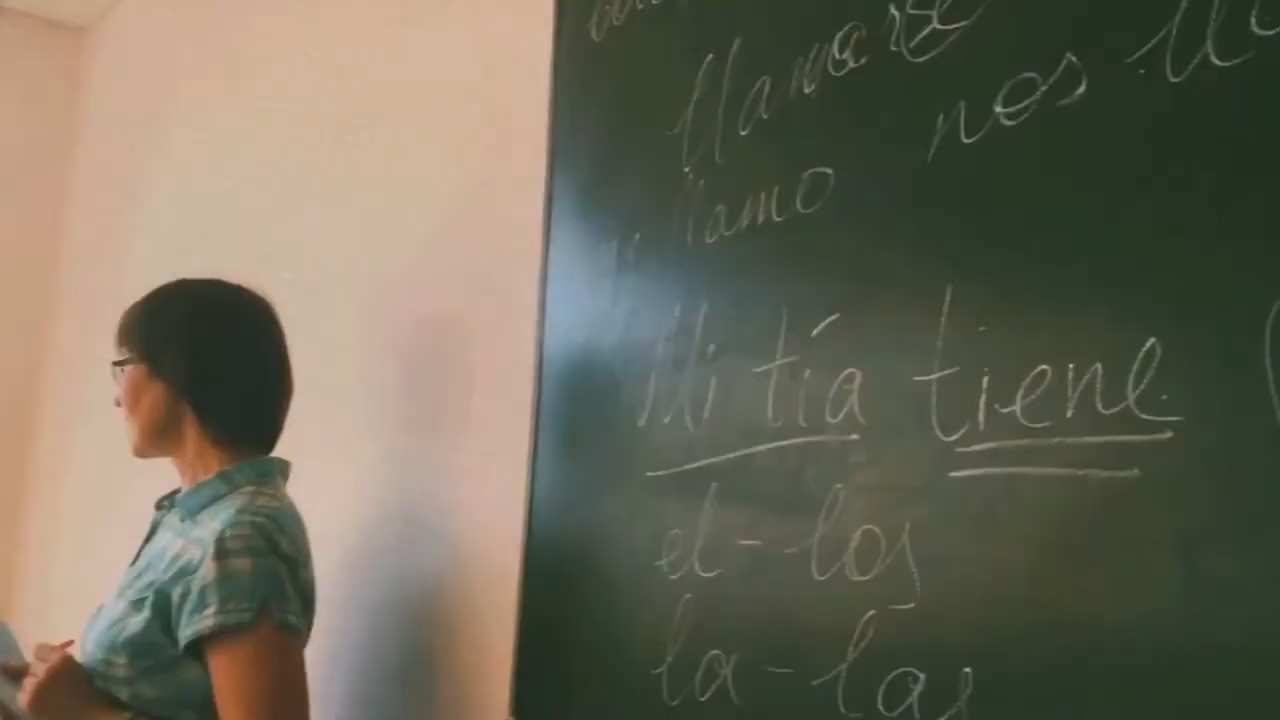 llamarse
llamo nos
Mi tía tiene
el - los
la - las